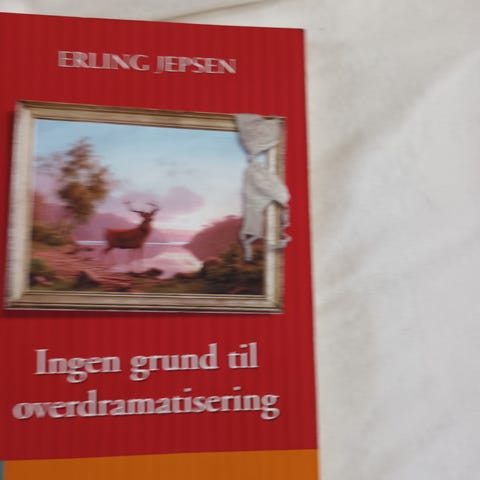 ERLING JEPSEN
Ingen grund til
overdramatisering